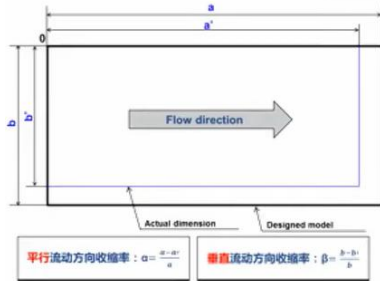 a
a'
0
b
b'
Flow direction
Actual dimension
Designed model
平行流动方向收缩率：α= a−a' / a
垂直流动方向收缩率：β= b−b' / b